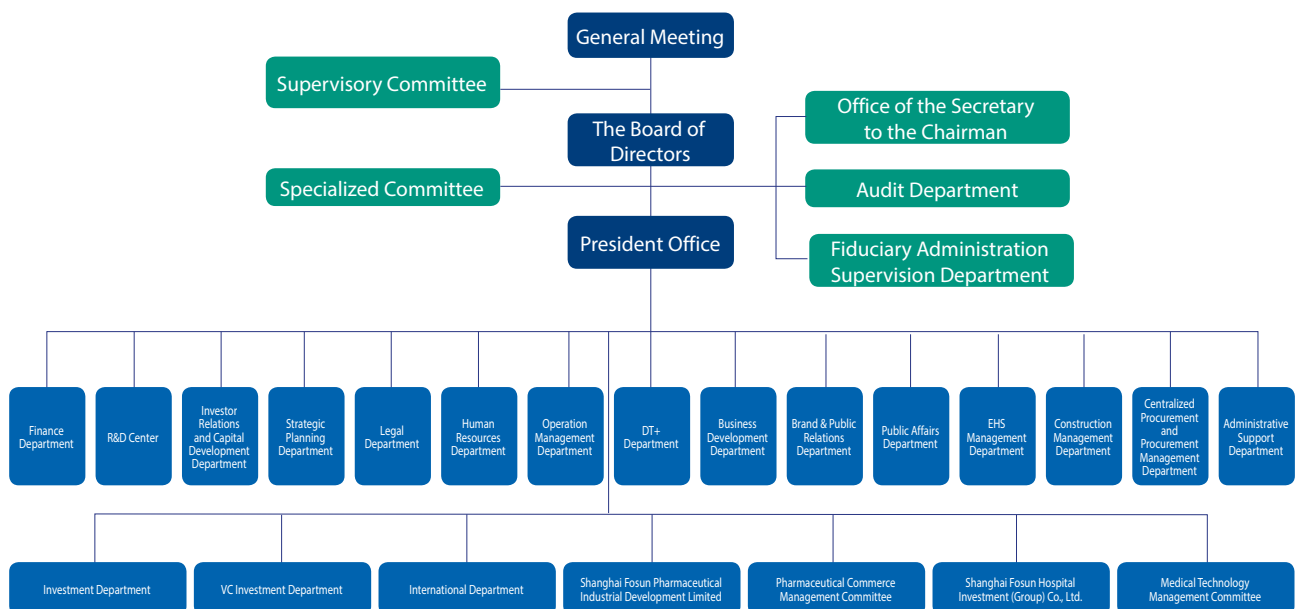 General Meeting
Supervisory Committee
Office of the Secretary
to the Chairman
The Board of
Directors
Specialized Committee
Audit Department
President Office
Fiduciary Administration
Supervision Department
Finance
Department
R&D Center
Investor
Relations
and Capital
Development
Department
Strategic
Planning
Department
Legal
Department
Human
Resources
Department
Operation
Management
Department
DT+
Department
Business
Development
Department
Brand & Public
Relations
Department
Public Affairs
Department
EHS
Management
Department
Construction
Management
Department
Centralized
Procurement
and
Procurement
Management
Department
Administrative
Support
Department
Investment Department
VC Investment Department
International Department
Shanghai Fosun Pharmaceutical
Industrial Development Limited
Pharmaceutical Commerce
Management Committee
Shanghai Fosun Hospital
Investment (Group) Co., Ltd.
Medical Technology
Management Committee